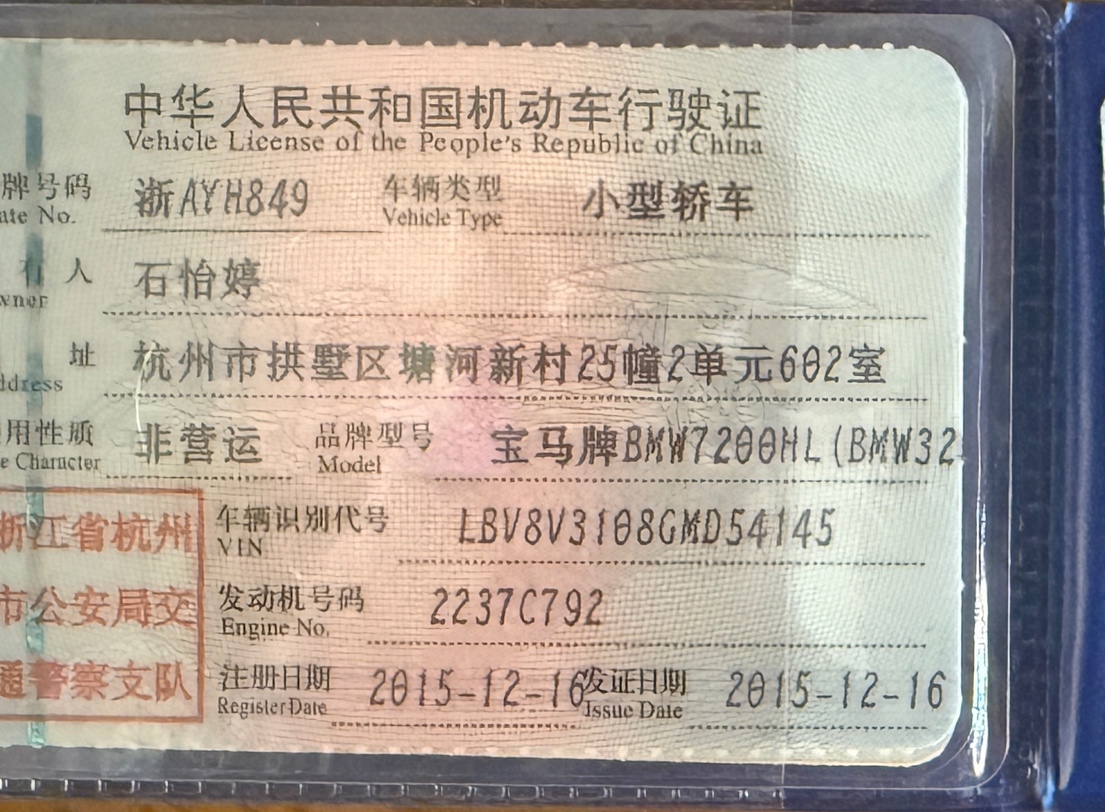 中华人民共和国机动车行驶证
Vehicle License of the People's Republic of China
牌号码 浙AYH849 车辆类型 小型轿车
ate No. Vehicle Type
有 人 石怡婷
wner
址 杭州市拱墅区塘河新村25幢2单元602室
ddress
用性质 非营运 品牌型号 宝马牌BMW7200HL(BMW32
e Character Model
浙江省杭州
市公安局交
通警察支队
车辆识别代号 LBV8V3108GMD54145
VIN
发动机号码 2237C792
Engine No.
注册日期 2015-12-16 发证日期 2015-12-16
Register Date Issue Date